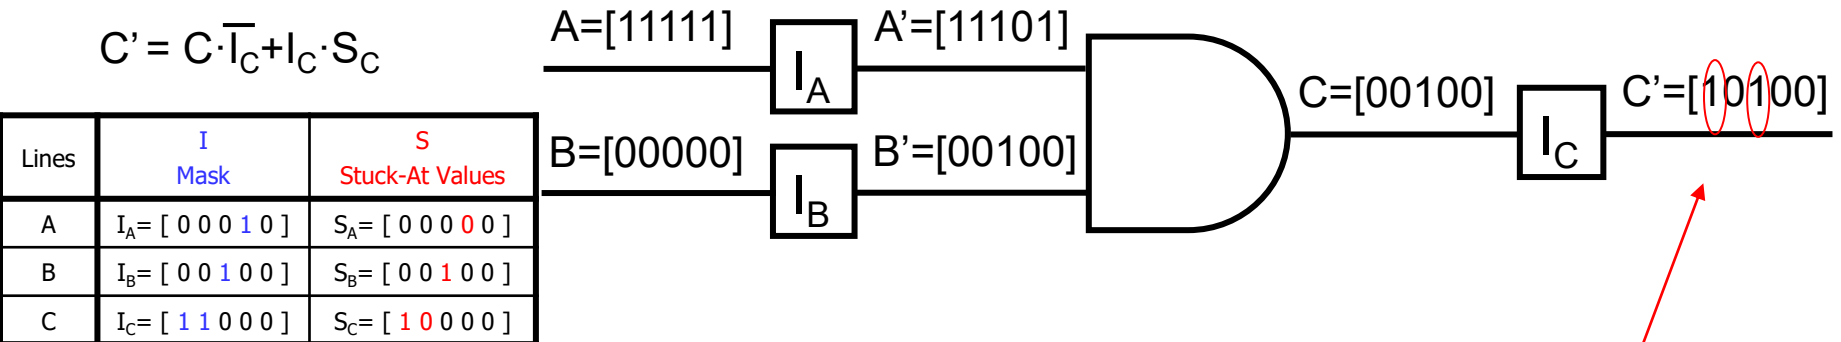 C’ = C·I̅C+IC·SC
Lines I Mask S Stuck-At Values
A IA= [ 0 0 0 1 0 ] SA= [ 0 0 0 0 0 ]
B IB= [ 0 0 1 0 0 ] SB= [ 0 0 1 0 0 ]
C IC= [ 1 1 0 0 0 ] SC= [ 1 0 0 0 0 ]
A=[11111]
IA
A’=[11101]
B=[00000]
IB
B’=[00100]
C=[00100]
IC
C’=[10100]